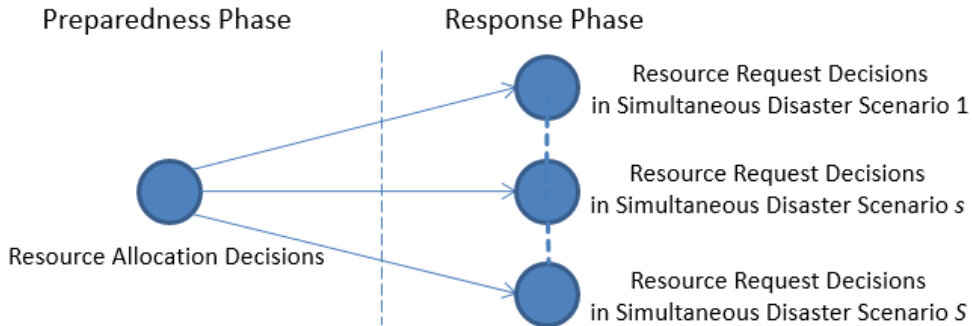 Preparedness Phase
Response Phase
Resource Request Decisions
in Simultaneous Disaster Scenario 1
Resource Request Decisions
in Simultaneous Disaster Scenario s
Resource Allocation Decisions
Resource Request Decisions
in Simultaneous Disaster Scenario S